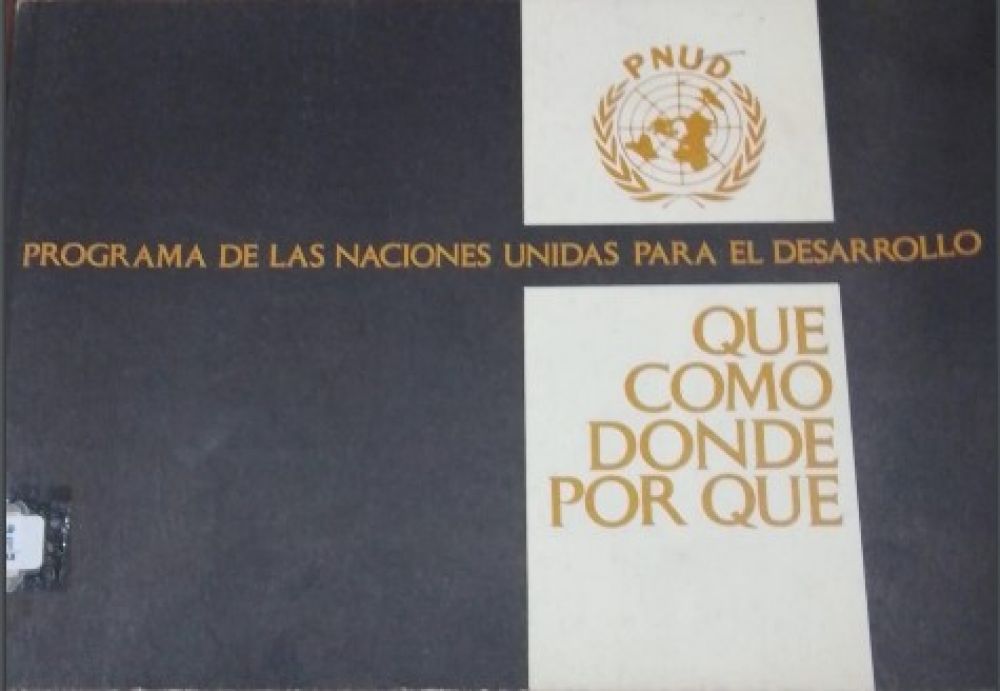 PNUD
PROGRAMA DE LAS NACIONES UNIDAS PARA EL DESARROLLO
QUE
COMO
DONDE
POR QUE